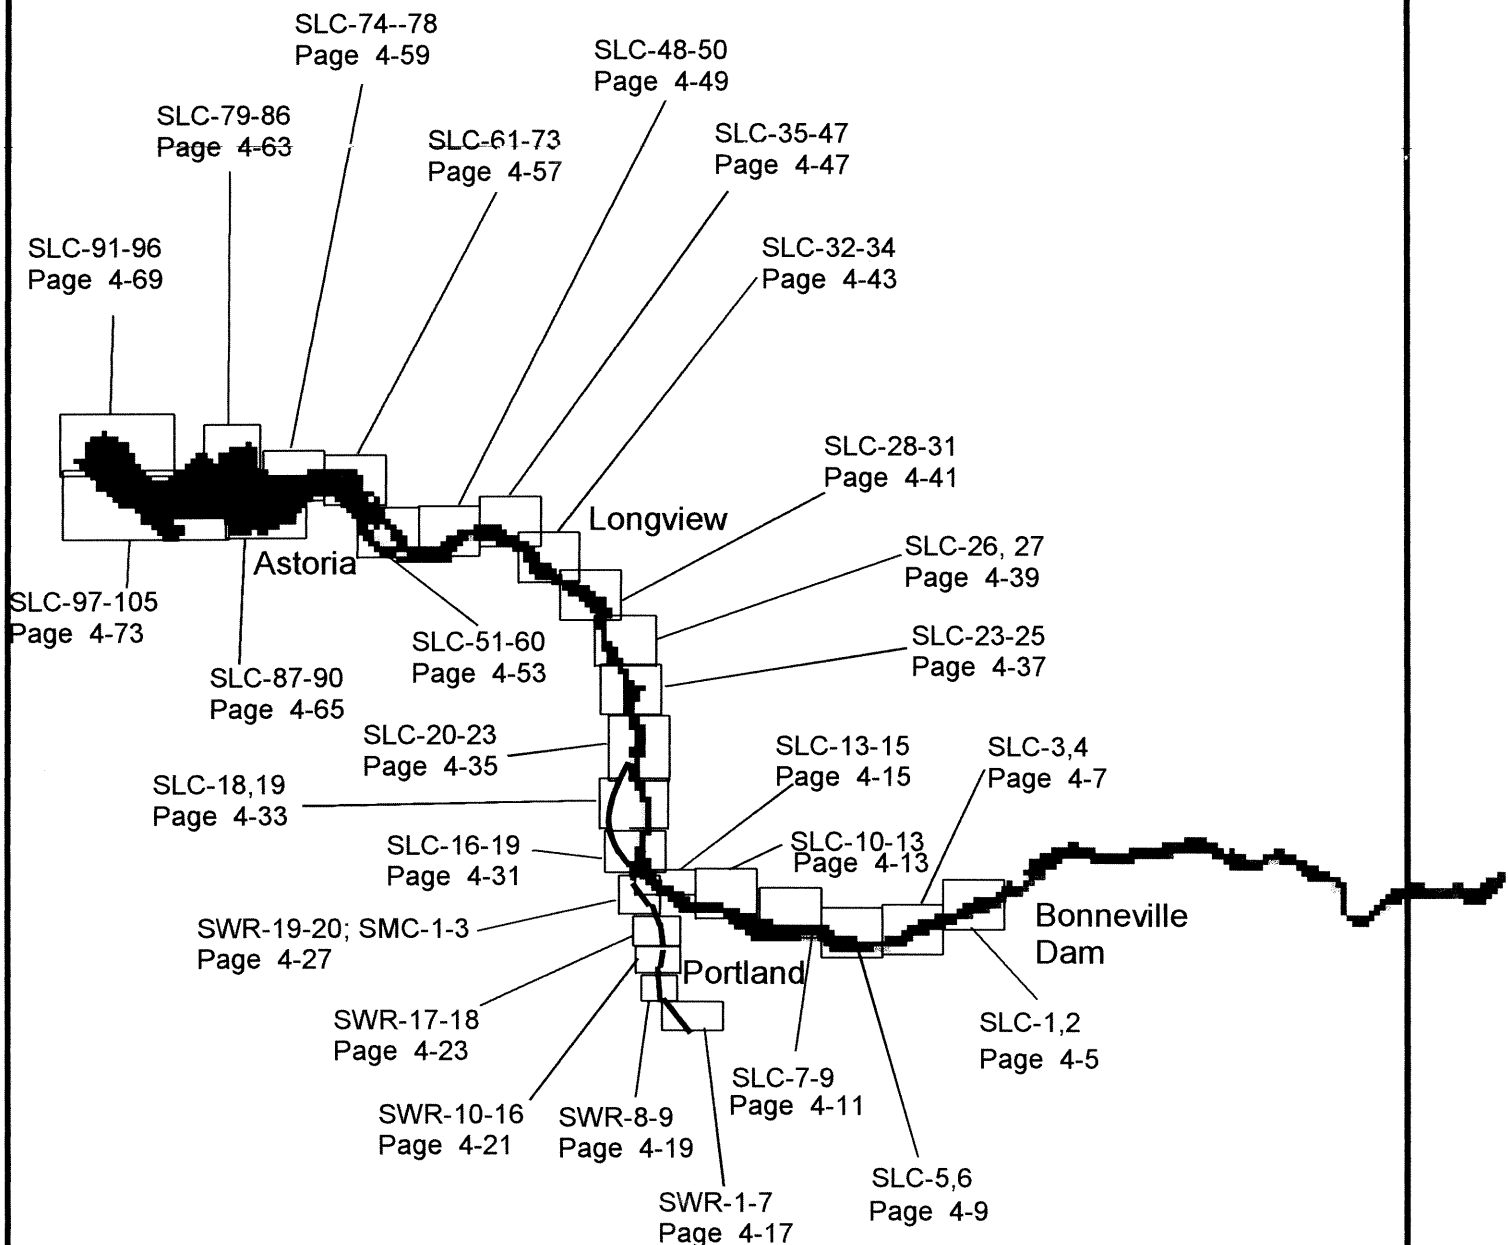 SLC-74--78
Page 4-59
SLC-48-50
Page 4-49
SLC-79-86
Page 4-63
SLC-61-73
Page 4-57
SLC-35-47
Page 4-47
SLC-91-96
Page 4-69
SLC-32-34
Page 4-43
SLC-28-31
Page 4-41
Longview
Astoria
SLC-26, 27
Page 4-39
SLC-97-105
Page 4-73
SLC-51-60
Page 4-53
SLC-23-25
Page 4-37
SLC-87-90
Page 4-65
SLC-20-23
Page 4-35
SLC-13-15
Page 4-15
SLC-3,4
Page 4-7
SLC-18,19
Page 4-33
SLC-16-19
Page 4-31
SLC-10-13
Page 4-13
SWR-19-20; SMC-1-3
Page 4-27
Bonneville
Dam
Portland
SWR-17-18
Page 4-23
SLC-1,2
Page 4-5
SLC-7-9
Page 4-11
SWR-10-16
Page 4-21
SWR-8-9
Page 4-19
SLC-5,6
Page 4-9
SWR-1-7
Page 4-17